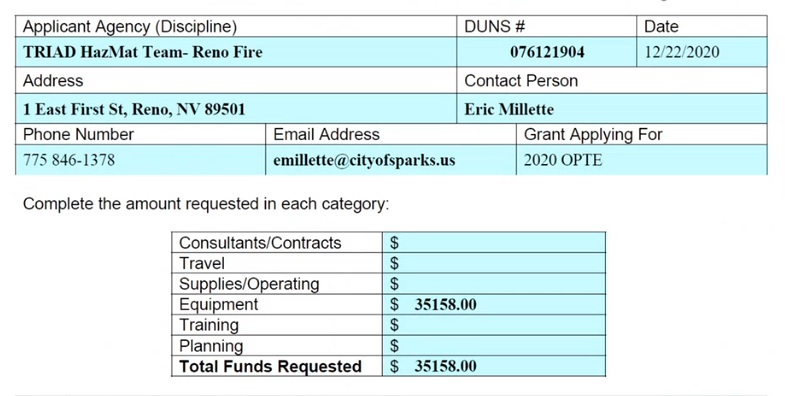 Applicant Agency (Discipline) DUNS # Date
TRIAD HazMat Team- Reno Fire 076121904 12/22/2020
Address Contact Person
1 East First St, Reno, NV 89501 Eric Millette
Phone Number Email Address Grant Applying For
775 846-1378 emillette@cityofsparks.us 2020 OPTE
Complete the amount requested in each category:
Consultants/Contracts $
Travel $
Supplies/Operating $
Equipment $ 35158.00
Training $
Planning $
Total Funds Requested $ 35158.00